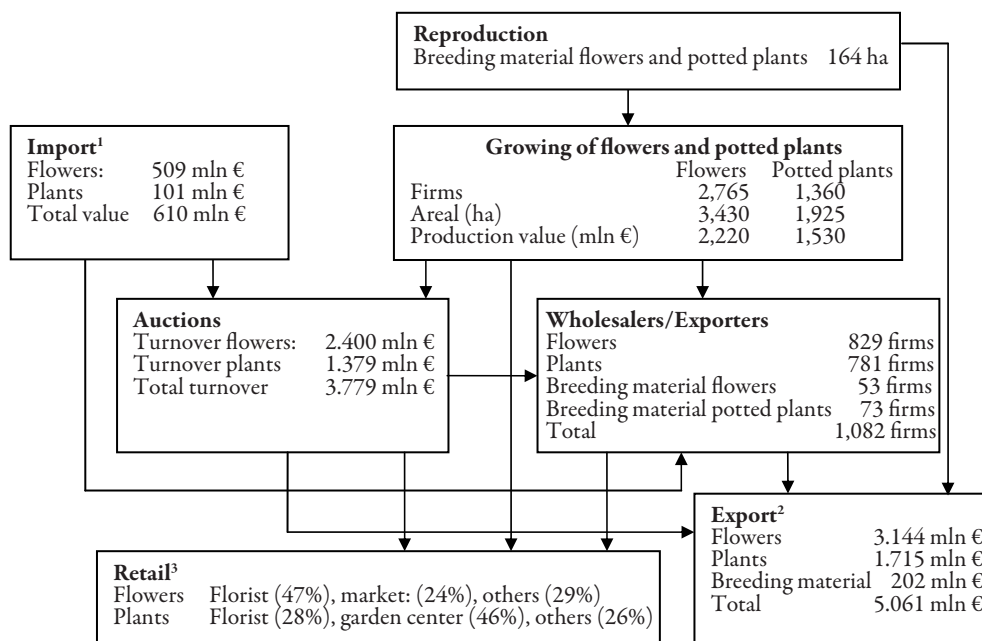 Reproduction
Breeding material flowers and potted plants 164 ha
Import¹
Flowers: 509 mln €
Plants 101 mln €
Total value 610 mln €
Growing of flowers and potted plants
Flowers Potted plants
Firms 2,765 1,360
Areal (ha) 3,430 1,925
Production value (mln €) 2,220 1,530
Auctions
Turnover flowers: 2.400 mln €
Turnover plants 1.379 mln €
Total turnover 3.779 mln €
Wholesalers/Exporters
Flowers 829 firms
Plants 781 firms
Breeding material flowers 53 firms
Breeding material potted plants 73 firms
Total 1,082 firms
Export²
Flowers 3.144 mln €
Plants 1.715 mln €
Breeding material 202 mln €
Total 5.061 mln €
Retail³
Flowers Florist (47%), market: (24%), others (29%)
Plants Florist (28%), garden center (46%), others (26%)